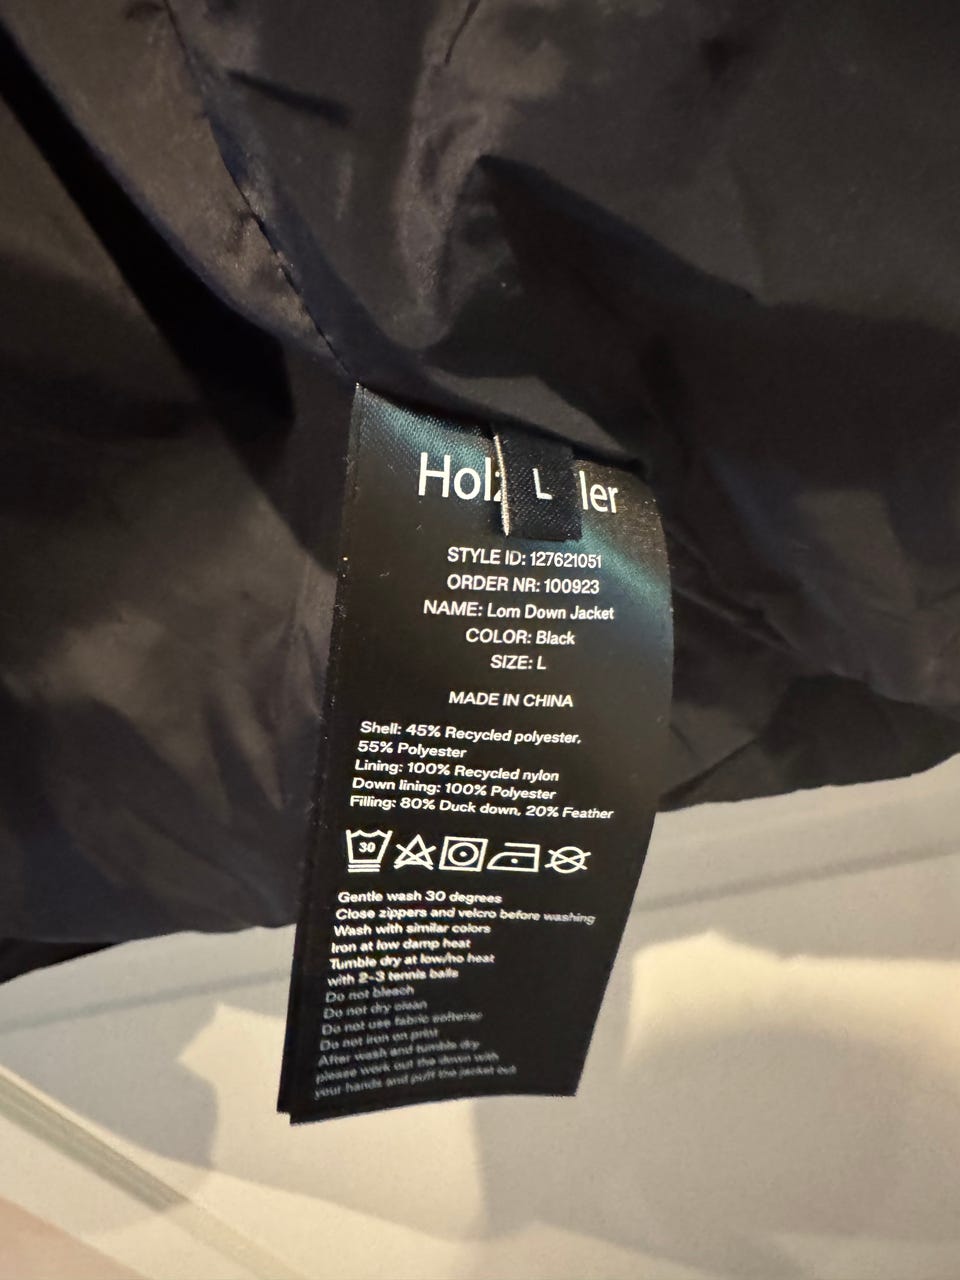 Holz L ler
STYLE ID: 127621051
ORDER NR: 100923
NAME: Lom Down Jacket
COLOR: Black
SIZE: L
MADE IN CHINA
Shell: 45% Recycled polyester,
55% Polyester
Lining: 100% Recycled nylon
Down lining: 100% Polyester
Filling: 80% Duck down, 20% Feather
30
Gentle wash 30 degrees
Close zippers and velcro before washing
Wash with similar colors
Iron at low damp heat
Tumble dry at low/no heat
with 2-3 tennis balls
Do not bleach
Do not dry clean
Do not use fabric softener
Do not iron on print
After wash and tumble dry
please work out the down with
your hands and puff the jacket out